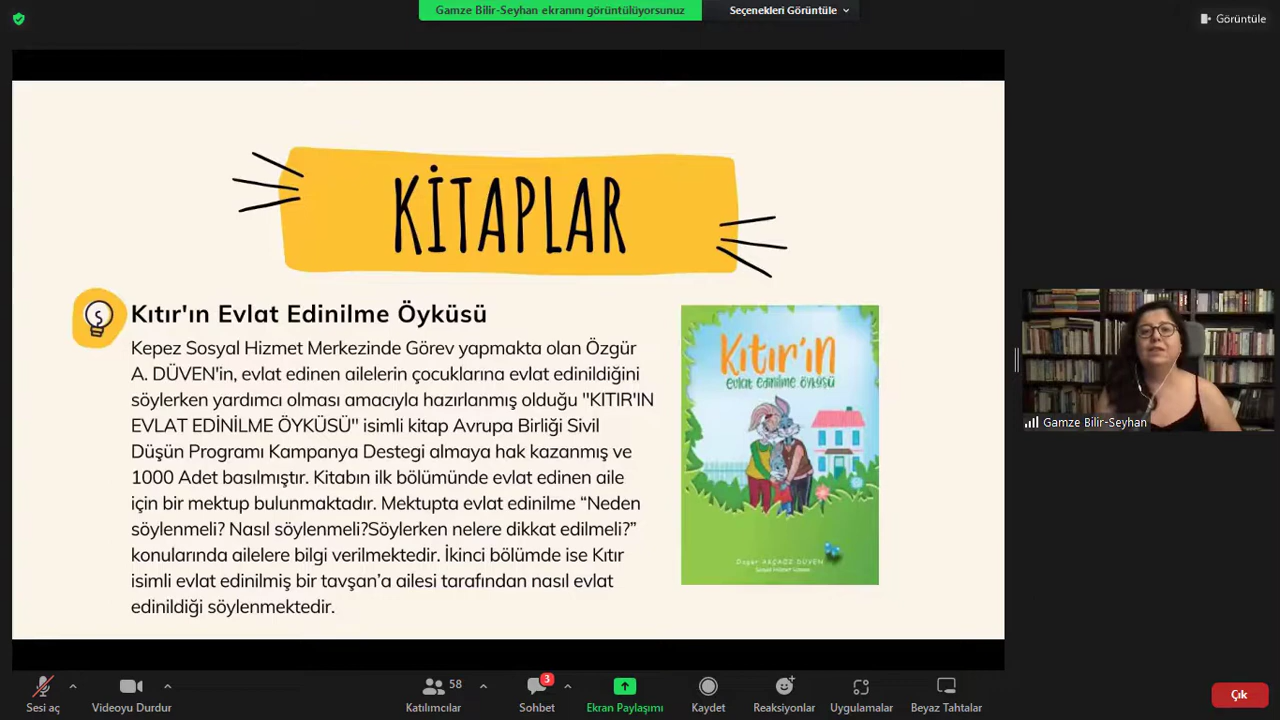 Gamze Bilir-Seyhan ekranını görüntülüyorsunuz
Seçenekleri Görüntüle
Görüntüle
KİTAPLAR
Kıtır'ın Evlat Edinilme Öyküsü
Kepez Sosyal Hizmet Merkezinde Görev yapmakta olan Özgür
A. DÜVEN'in, evlat edinen ailelerin çocuklarına evlat edinildiğini
söylerken yardımcı olması amacıyla hazırlanmış olduğu "KITIR'IN
EVLAT EDİNİLME ÖYKÜSÜ" isimli kitap Avrupa Birliği Sivil
Düşün Programı Kampanya Destegi almaya hak kazanmış ve
1000 Adet basılmıştır. Kitabın ilk bölümünde evlat edinen aile
için bir mektup bulunmaktadır. Mektupta evlat edinilme “Neden
söylenmeli? Nasıl söylenmeli?Söylerken nelere dikkat edilmeli?”
konularında ailelere bilgi verilmektedir. İkinci bölümde ise Kıtır
isimli evlat edinilmiş bir tavşan’a ailesi tarafından nasıl evlat
edinildiği söylenmektedir.
Kıtır'ın
evlat edinilme öyküsü
DÜVEN
Gamze Bilir-Seyhan
Sesi aç
Videoyu Durdur
58
Katılımcılar
3
Sohbet
Ekran Paylaşımı
Kaydet
Reaksiyonlar
Uygulamalar
Beyaz Tahtalar
Çık